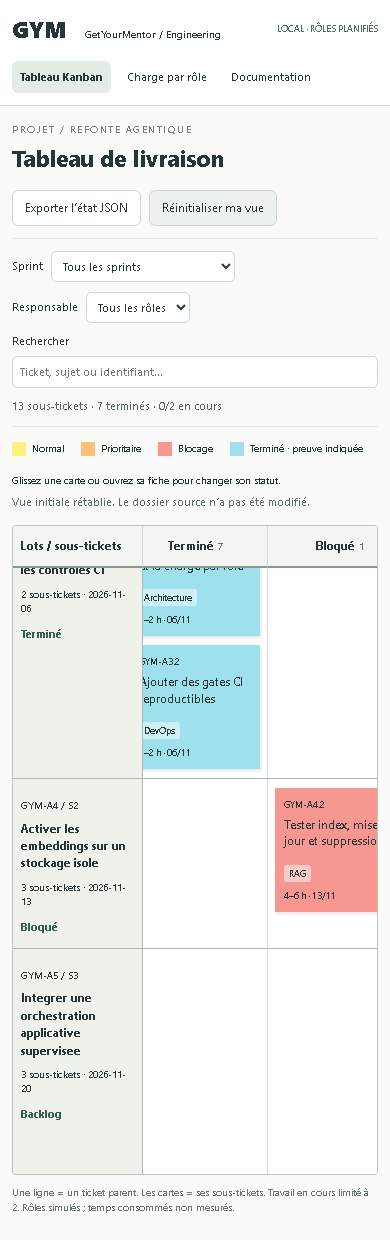 GYM
GetYourMentor / Engineering
LOCAL · RÔLES PLANIFIÉS
Tableau Kanban
Charge par rôle
Documentation
PROJET / REFONTE AGENTIQUE
Tableau de livraison
Exporter l'état JSON
Réinitialiser ma vue
Sprint
Tous les sprints
Responsable
Tous les rôles
Rechercher
Ticket, sujet ou identifiant...
13 sous-tickets · 7 terminés · 0/2 en cours
Normal
Prioritaire
Blocage
Terminé · preuve indiquée
Glissez une carte ou ouvrez sa fiche pour changer son statut.
Vue initiale rétablie. Le dossier source n'a pas été modifié.
Lots / sous-tickets
Terminé 7
Bloqué 1
les contrôles CI
2 sous-tickets · 2026-11-
06
Terminé
la charge par rôle
Architecture
–2 h · 06/11
GYM-A32
Ajouter des gates CI
reproductibles
DevOps
–2 h · 06/11
GYM-A4 / S2
Activer les
embeddings sur un
stockage isole
3 sous-tickets · 2026-11-
13
Bloqué
GYM-A42
Tester index, mise
jour et suppressio
RAG
4–6 h · 13/11
GYM-A5 / S3
Integrer une
orchestration
applicative
supervisee
3 sous-tickets · 2026-11-
20
Backlog
Une ligne = un ticket parent. Les cartes = ses sous-tickets. Travail en cours limité à
2. Rôles simulés ; temps consommés non mesurés.